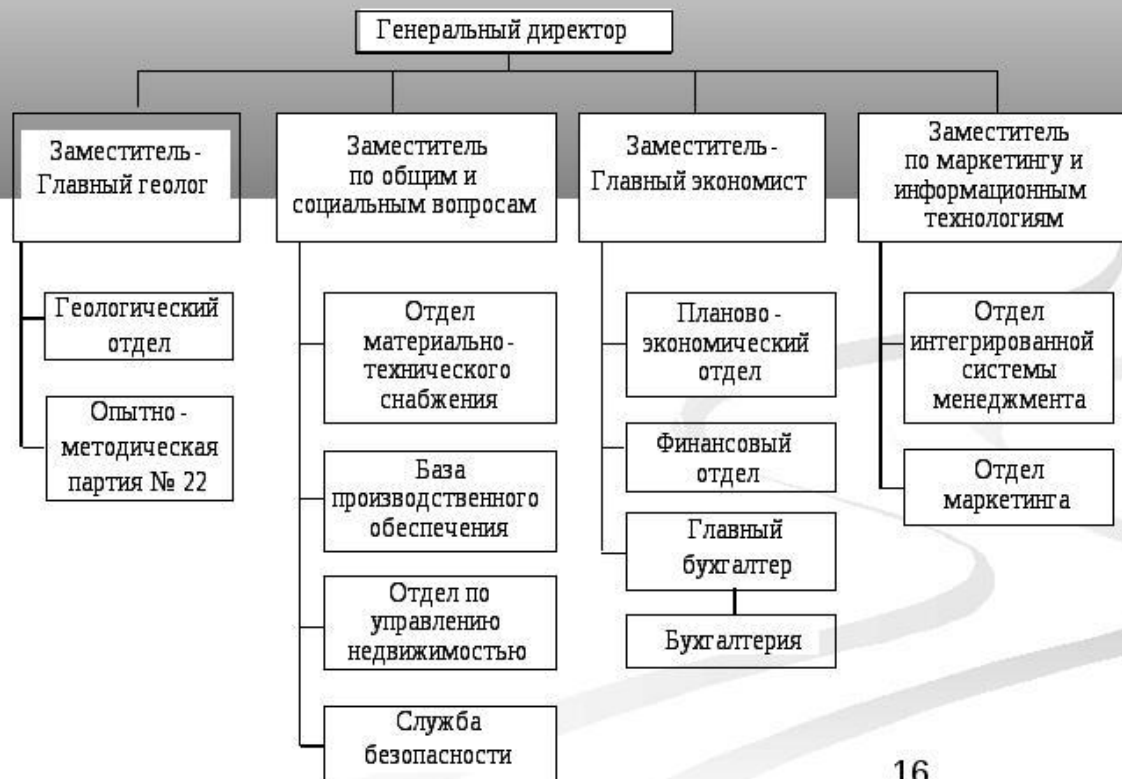 Генеральный директор
Заместитель -
Главный геолог
Заместитель
по общим и
социальным вопросам
Заместитель -
Главный экономист
Заместитель
по маркетингу и
информационным
технологиям
Геологический
отдел
Опытно -
методическая
партия № 22
Отдел
материально-
технического
снабжения
База
производственного
обеспечения
Отдел по
управлению
недвижимостью
Служба
безопасности
Планово -
экономический
отдел
Финансовый
отдел
Главный
бухгалтер
Бухгалтерия
Отдел
интегрированной
системы
менеджмента
Отдел
маркетинга
16